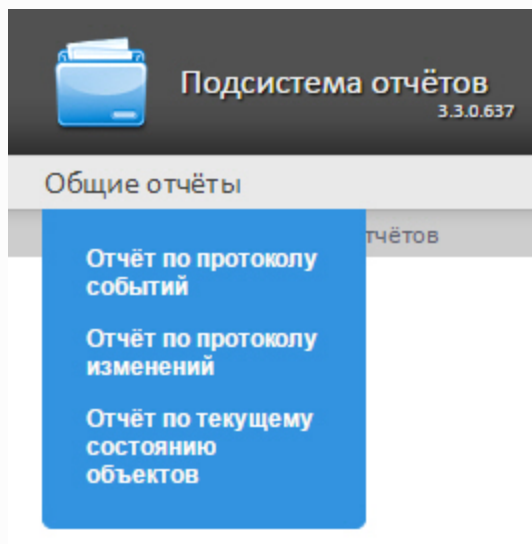 Подсистема отчётов
3.3.0.637
Общие отчёты
тчётов
Отчёт по протоколу
событий
Отчёт по протоколу
изменений
Отчёт по текущему
состоянию
объектов